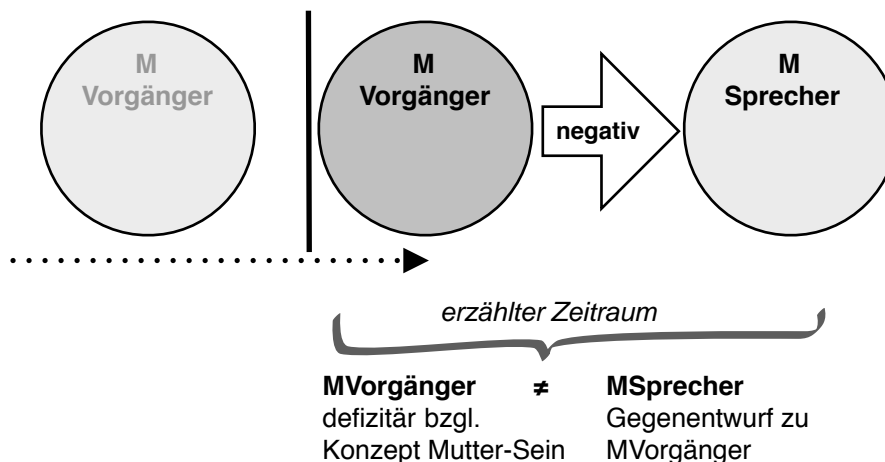 M
Vorgänger
M
Vorgänger
negativ
M
Sprecher
erzählter Zeitraum
MVorgänger ≠ MSprecher
defizitär bzgl. Gegenentwurf zu
Konzept Mutter-Sein MVorgänger